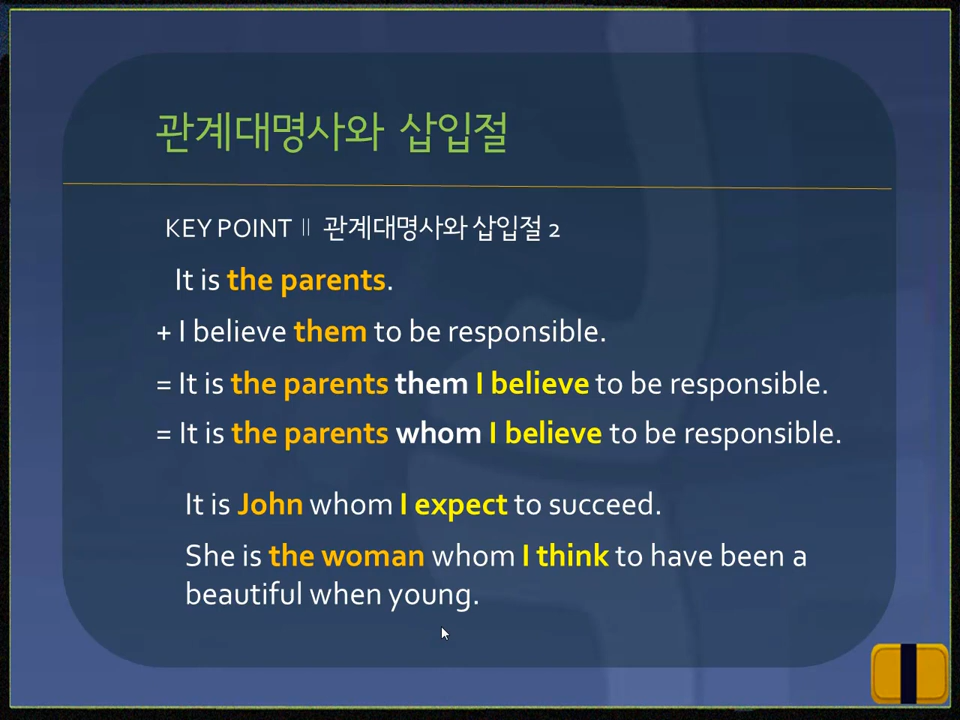 관계대명사와 삽입절
KEY POINTⅡ 관계대명사와 삽입절 2
It is the parents.
+ I believe them to be responsible.
= It is the parents them I believe to be responsible.
= It is the parents whom I believe to be responsible.
It is John whom I expect to succeed.
She is the woman whom I think to have been a
beautiful when young.